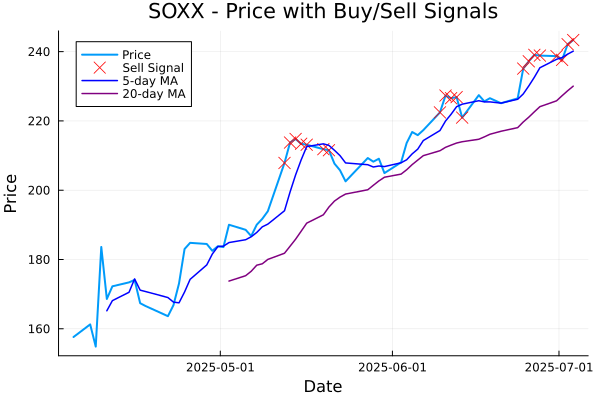 SOXX - Price with Buy/Sell Signals
Price
Sell Signal
5-day MA
20-day MA
240
220
200
180
160
Price
2025-05-01
2025-06-01
2025-07-01
Date